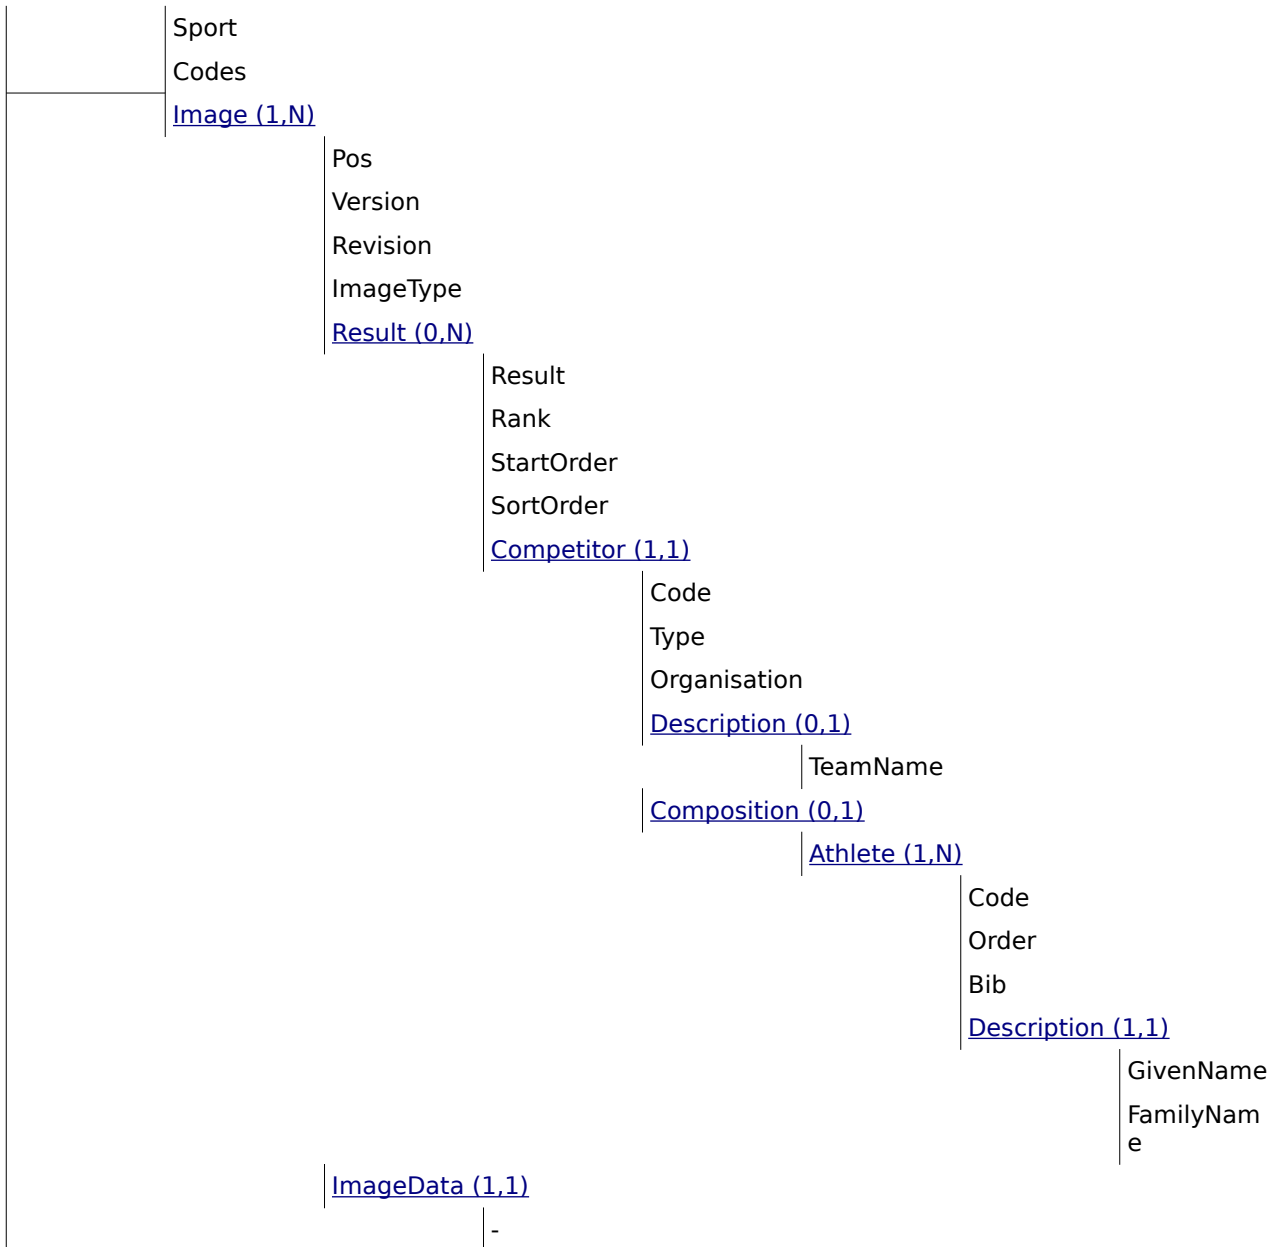 Sport
Codes
Image (1,N)
Pos
Version
Revision
ImageType
Result (0,N)
Result
Rank
StartOrder
SortOrder
Competitor (1,1)
Code
Type
Organisation
Description (0,1)
TeamName
Composition (0,1)
Athlete (1,N)
Code
Order
Bib
Description (1,1)
GivenName
FamilyNam
e
ImageData (1,1)
-